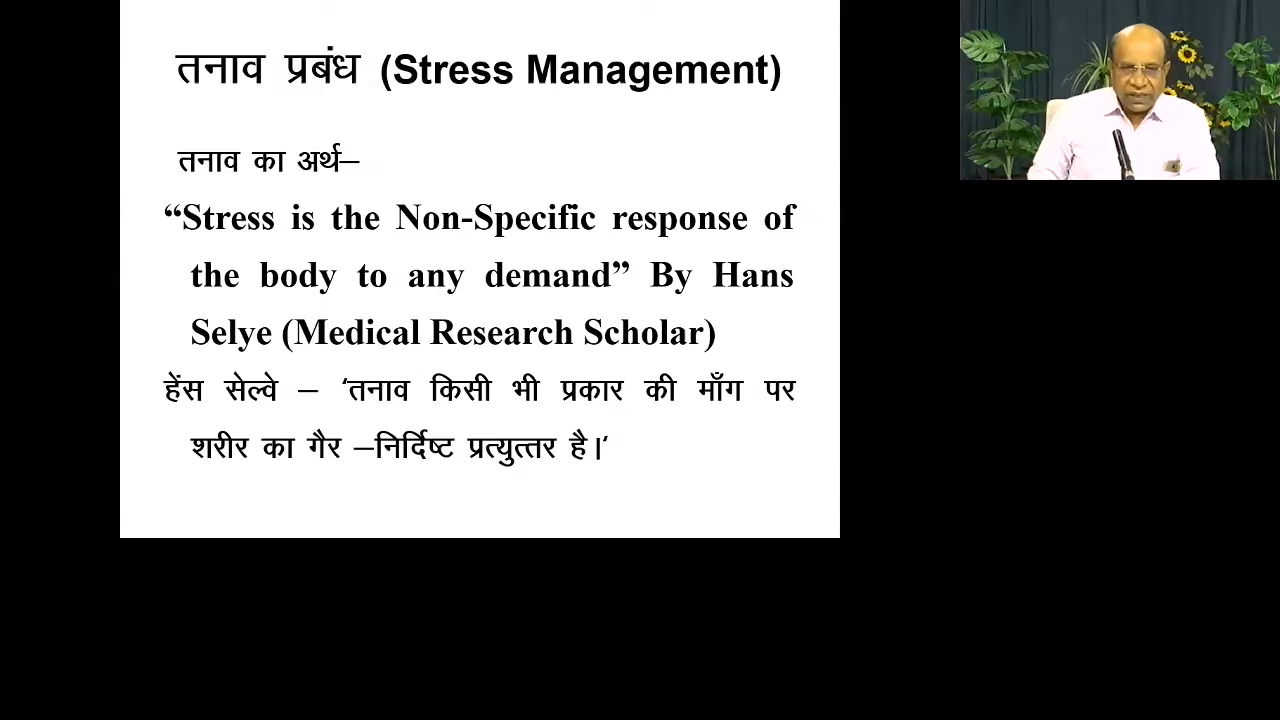 तनाव प्रबंध (Stress Management)
तनाव का अर्थ–
“Stress is the Non-Specific response of
the body to any demand” By Hans
Selye (Medical Research Scholar)
हेंस सेल्वे – ‘तनाव किसी भी प्रकार की माँग पर
शरीर का गैर –निर्दिष्ट प्रत्युत्तर है।‘